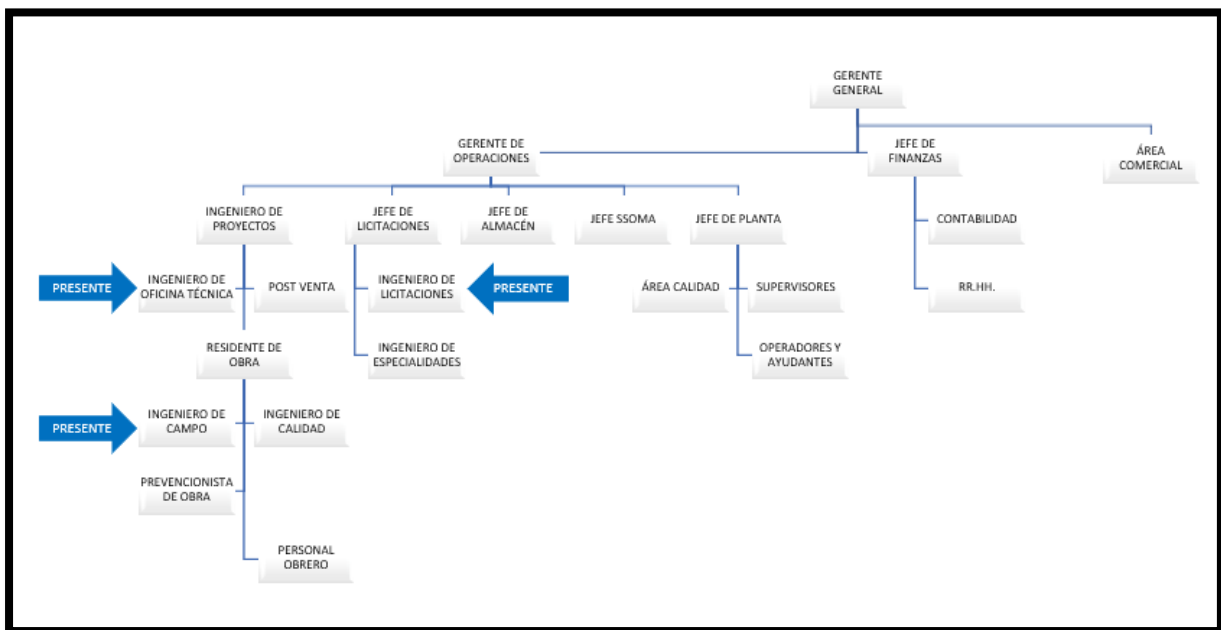 GERENTE
GENERAL
GERENTE DE
OPERACIONES
JEFE DE
FINANZAS
ÁREA
COMERCIAL
INGENIERO DE
PROYECTOS
JEFE DE
LICITACIONES
JEFE DE
ALMACÉN
JEFE SSOMA
JEFE DE PLANTA
CONTABILIDAD
PRESENTE
INGENIERO DE
OFICINA TÉCNICA
POST VENTA
INGENIERO DE
LICITACIONES
PRESENTE
ÁREA CALIDAD
SUPERVISORES
RR.HH.
RESIDENTE DE
OBRA
INGENIERO DE
ESPECIALIDADES
OPERADORES Y
AYUDANTES
PRESENTE
INGENIERO DE
CAMPO
INGENIERO DE
CALIDAD
PREVENCIONISTA
DE OBRA
PERSONAL
OBRERO